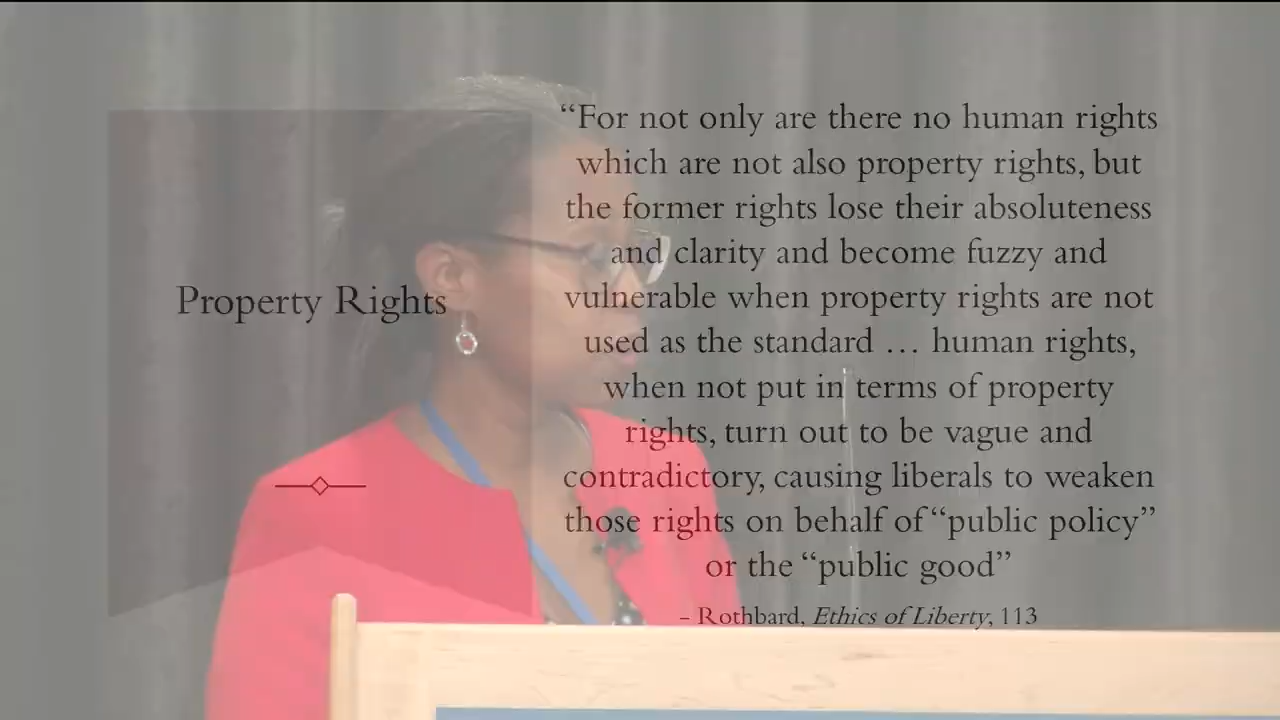 Property Rights
“For not only are there no human rights
which are not also property rights, but
the former rights lose their absoluteness
and clarity and become fuzzy and
vulnerable when property rights are not
used as the standard … human rights,
when not put in terms of property
rights, turn out to be vague and
contradictory, causing liberals to weaken
those rights on behalf of “public policy”
or the “public good”
– Rothbard, Ethics of Liberty, 113